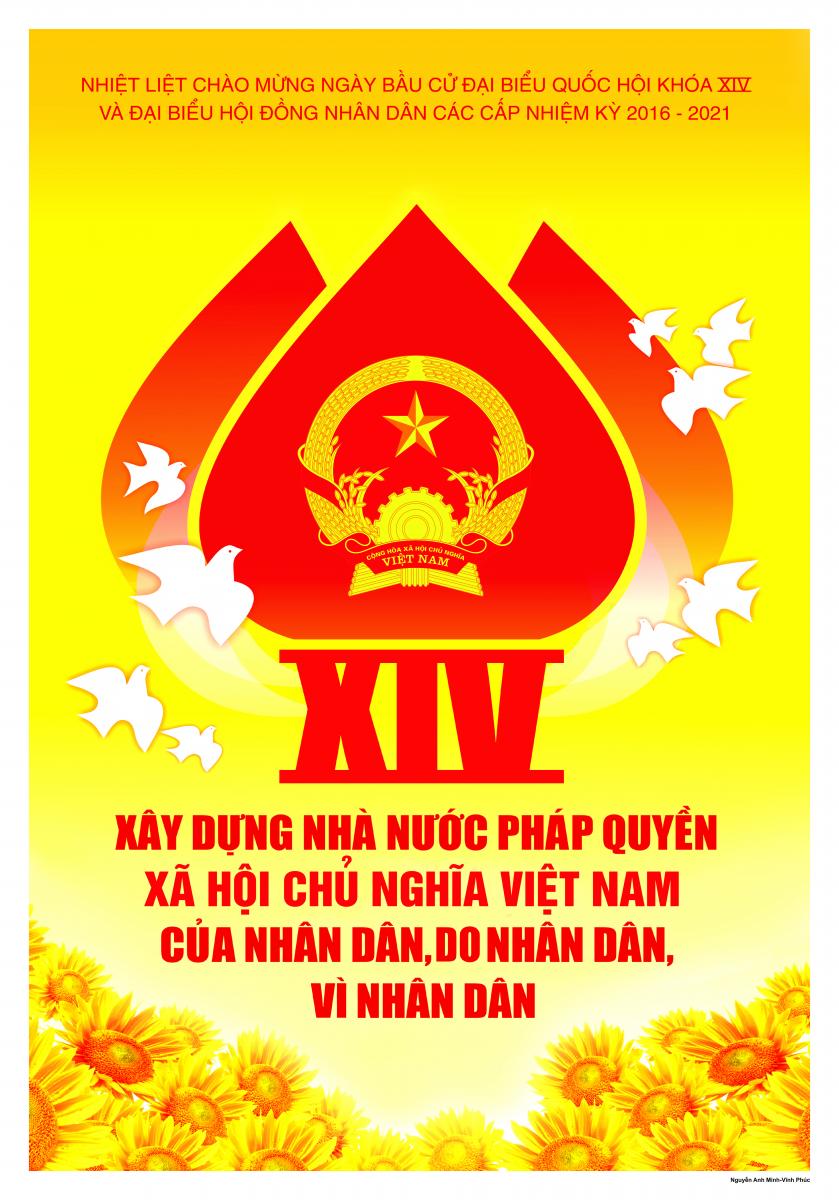 NHIỆT LIỆT CHÀO MỪNG NGÀY BẦU CỬ ĐẠI BIỂU QUỐC HỘI KHÓA XIV
VÀ ĐẠI BIỂU HỘI ĐỒNG NHÂN DÂN CÁC CẤP NHIỆM KỲ 2016 - 2021
CỘNG HÒA XÃ HỘI CHỦ NGHĨA
VIỆT NAM
XIV
XÂY DỰNG NHÀ NƯỚC PHÁP QUYỀN
XÃ HỘI CHỦ NGHĨA VIỆT NAM
CỦA NHÂN DÂN, DO NHÂN DÂN,
VÌ NHÂN DÂN
Nguyễn Anh Minh-Vĩnh Phúc